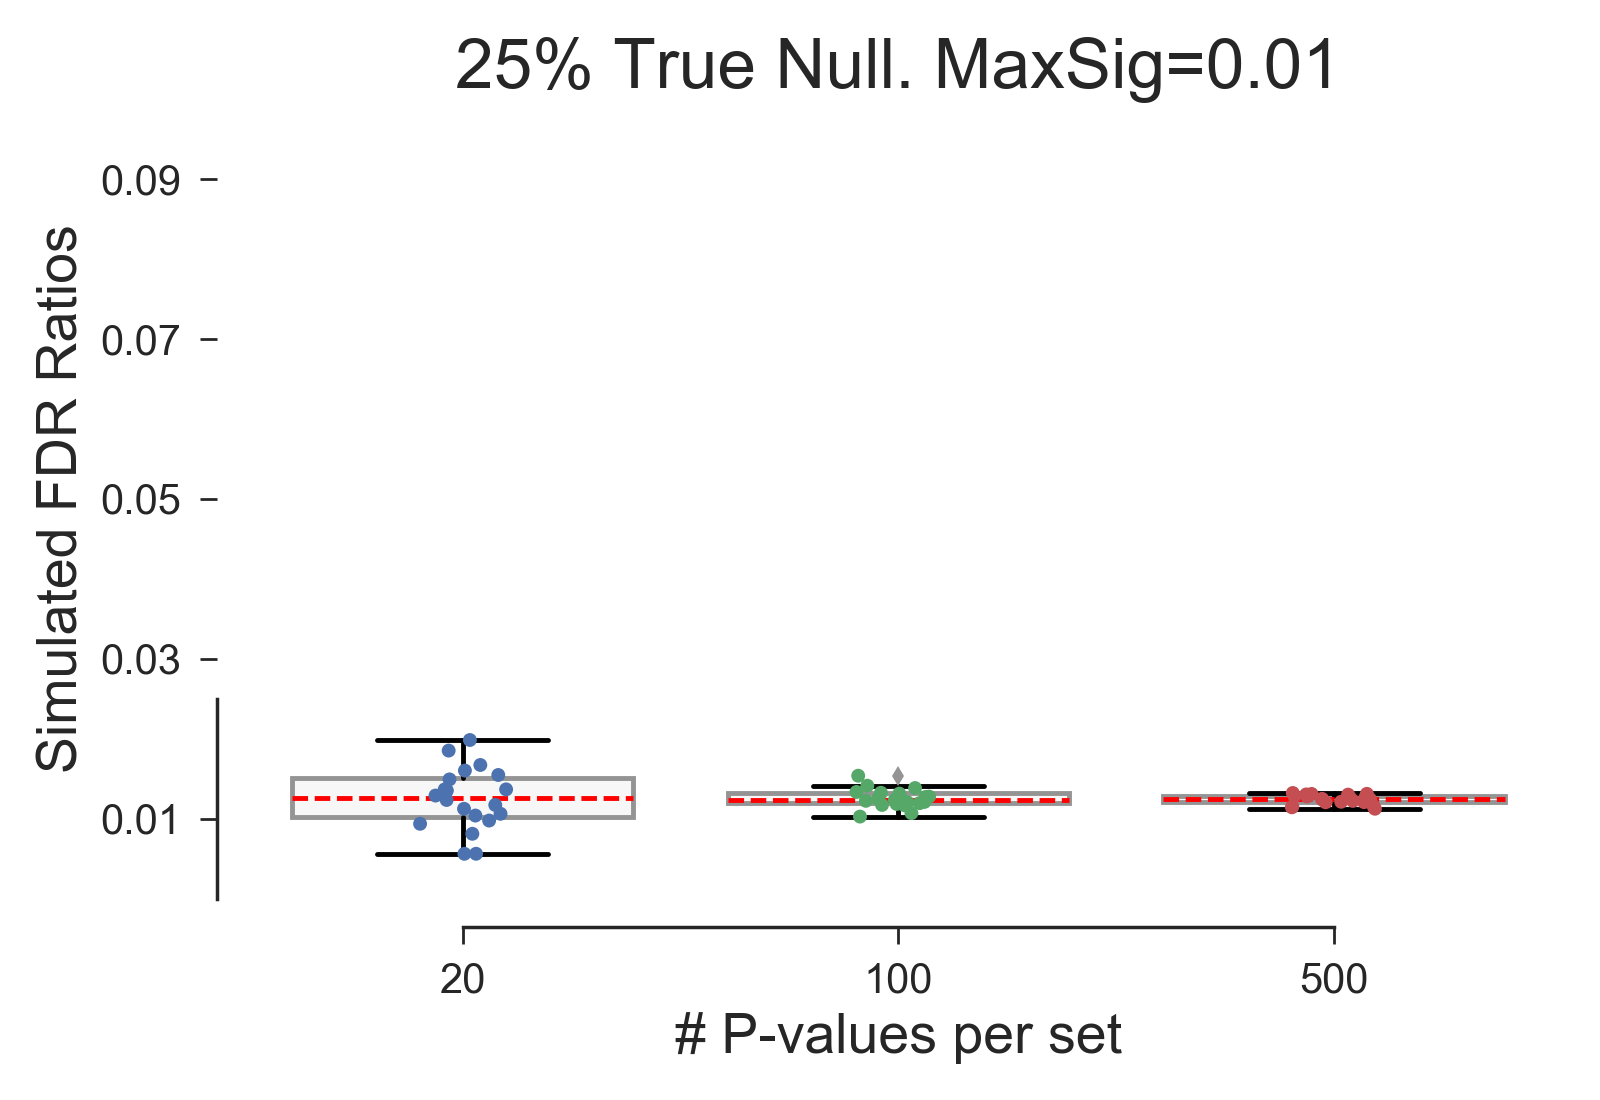 25% True Null. MaxSig=0.01
Simulated FDR Ratios
0.09
0.07
0.05
0.03
0.01
20 100 500
# P-values per set